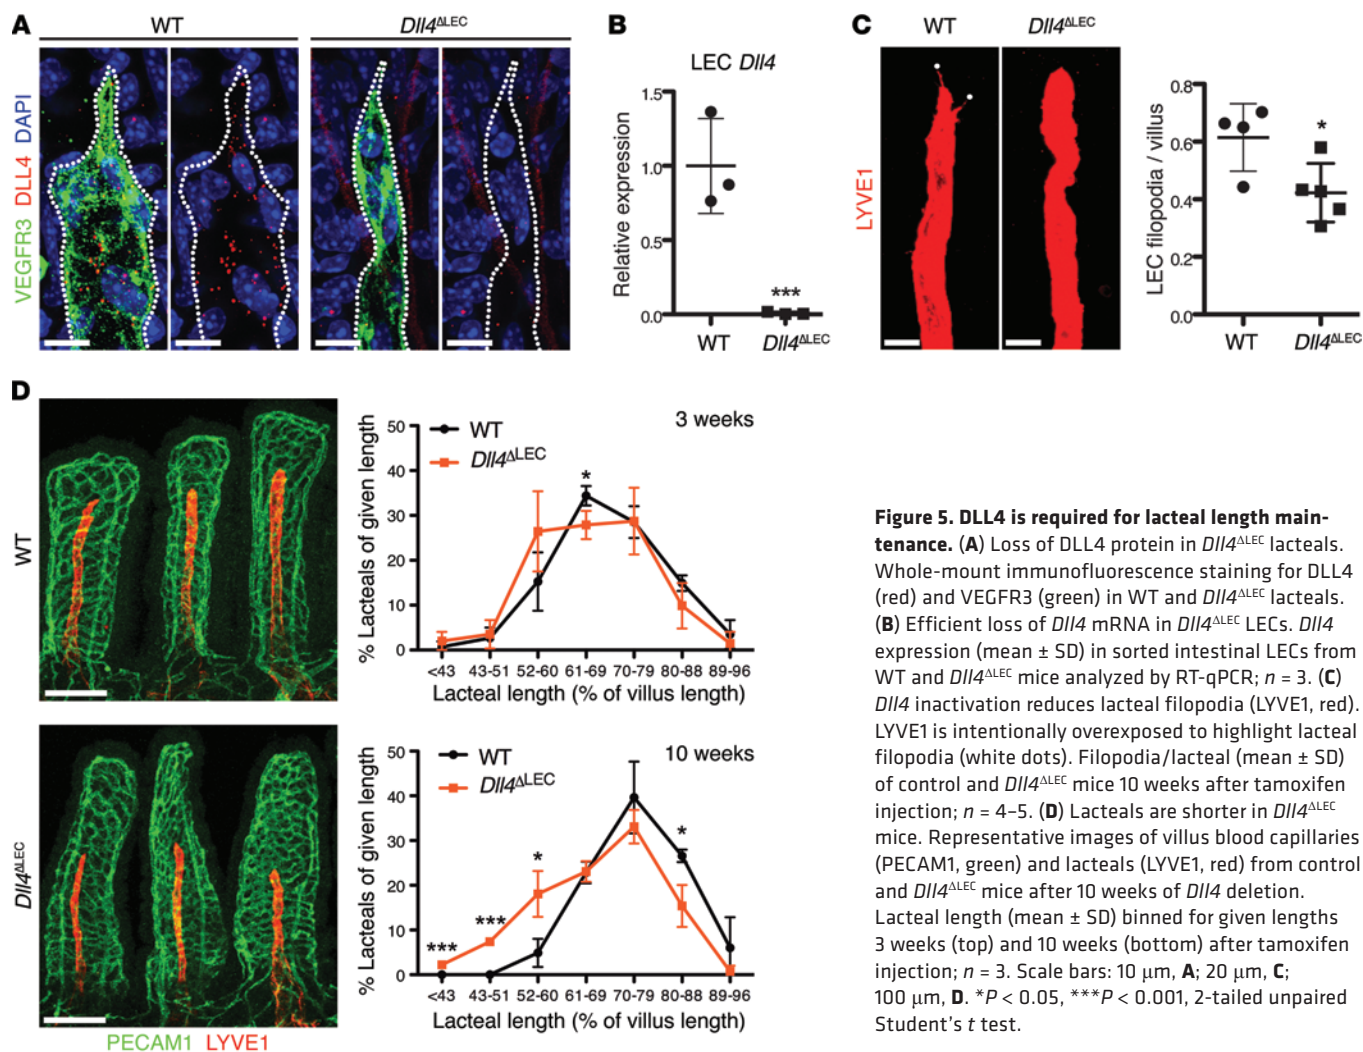 A
WT
Dll4ΔLEC
VEGFR3 DLL4 DAPI
B
LEC Dll4
Relative expression
1.5
1.0
0.5
0.0
***
WT
Dll4ΔLEC
C
WT
Dll4ΔLEC
LYVE1
LEC filopodia / villus
0.8
0.6
0.4
0.2
0.0
*
WT
Dll4ΔLEC
D
WT
Dll4ΔLEC
PECAM1 LYVE1
% Lacteals of given length
50
40
30
20
10
0
WT
Dll4ΔLEC
3 weeks
*
<43 43-51 52-60 61-69 70-79 80-88 89-96
Lacteal length (% of villus length)
% Lacteals of given length
50
40
30
20
10
0
WT
Dll4ΔLEC
10 weeks
***
***
*
*
<43 43-51 52-60 61-69 70-79 80-88 89-96
Lacteal length (% of villus length)
Figure 5. DLL4 is required for lacteal length main-
tenance. (A) Loss of DLL4 protein in Dll4ΔLEC lacteals.
Whole-mount immunofluorescence staining for DLL4
(red) and VEGFR3 (green) in WT and Dll4ΔLEC lacteals.
(B) Efficient loss of Dll4 mRNA in Dll4ΔLEC LECs. Dll4
expression (mean ± SD) in sorted intestinal LECs from
WT and Dll4ΔLEC mice analyzed by RT-qPCR; n = 3. (C)
Dll4 inactivation reduces lacteal filopodia (LYVE1, red).
LYVE1 is intentionally overexposed to highlight lacteal
filopodia (white dots). Filopodia/lacteal (mean ± SD)
of control and Dll4ΔLEC mice 10 weeks after tamoxifen
injection; n = 4–5. (D) Lacteals are shorter in Dll4ΔLEC
mice. Representative images of villus blood capillaries
(PECAM1, green) and lacteals (LYVE1, red) from control
and Dll4ΔLEC mice after 10 weeks of Dll4 deletion.
Lacteal length (mean ± SD) binned for given lengths
3 weeks (top) and 10 weeks (bottom) after tamoxifen
injection; n = 3. Scale bars: 10 μm, A; 20 μm, C;
100 μm, D. *P < 0.05, ***P < 0.001, 2-tailed unpaired
Student's t test.